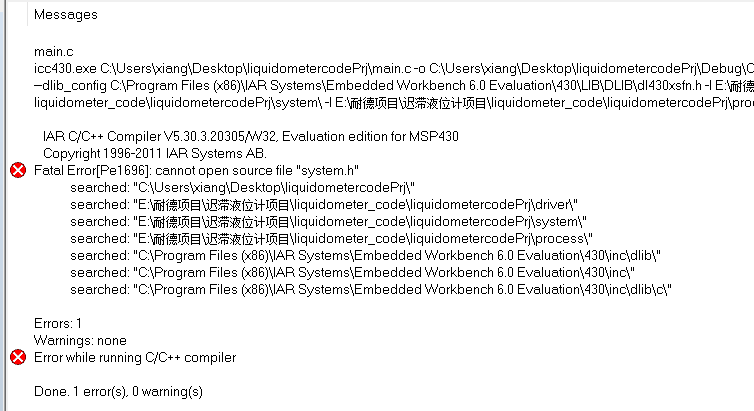 Messages
main.c
icc430.exe C:\Users\xiang\Desktop\liquidometercodePrj\main.c -o C:\Users\xiang\Desktop\liquidometercodePrj\Debug\O
--dlib_config C:\Program Files (x86)\IAR Systems\Embedded Workbench 6.0 Evaluation\430\LIB\DLIB\dl430xsfn.h -I E:\耐德项目\迟滞液位计项目\
liquidometer_code\liquidometercodePrj\system\ -I E:\耐德项目\迟滞液位计项目\liquidometer_code\liquidometercodePrj\proc
IAR C/C++ Compiler V5.30.3.20305/W32, Evaluation edition for MSP430
Copyright 1996-2011 IAR Systems AB.
Fatal Error[Pe1696]: cannot open source file "system.h"
searched: "C:\Users\xiang\Desktop\liquidometercodePrj\"
searched: "E:\耐德项目\迟滞液位计项目\liquidometer_code\liquidometercodePrj\driver\"
searched: "E:\耐德项目\迟滞液位计项目\liquidometer_code\liquidometercodePrj\system\"
searched: "E:\耐德项目\迟滞液位计项目\liquidometer_code\liquidometercodePrj\process\"
searched: "C:\Program Files (x86)\IAR Systems\Embedded Workbench 6.0 Evaluation\430\inc\dlib\"
searched: "C:\Program Files (x86)\IAR Systems\Embedded Workbench 6.0 Evaluation\430\inc\"
searched: "C:\Program Files (x86)\IAR Systems\Embedded Workbench 6.0 Evaluation\430\inc\dlib\c\"
Errors: 1
Warnings: none
Error while running C/C++ compiler
Done. 1 error(s), 0 warning(s)